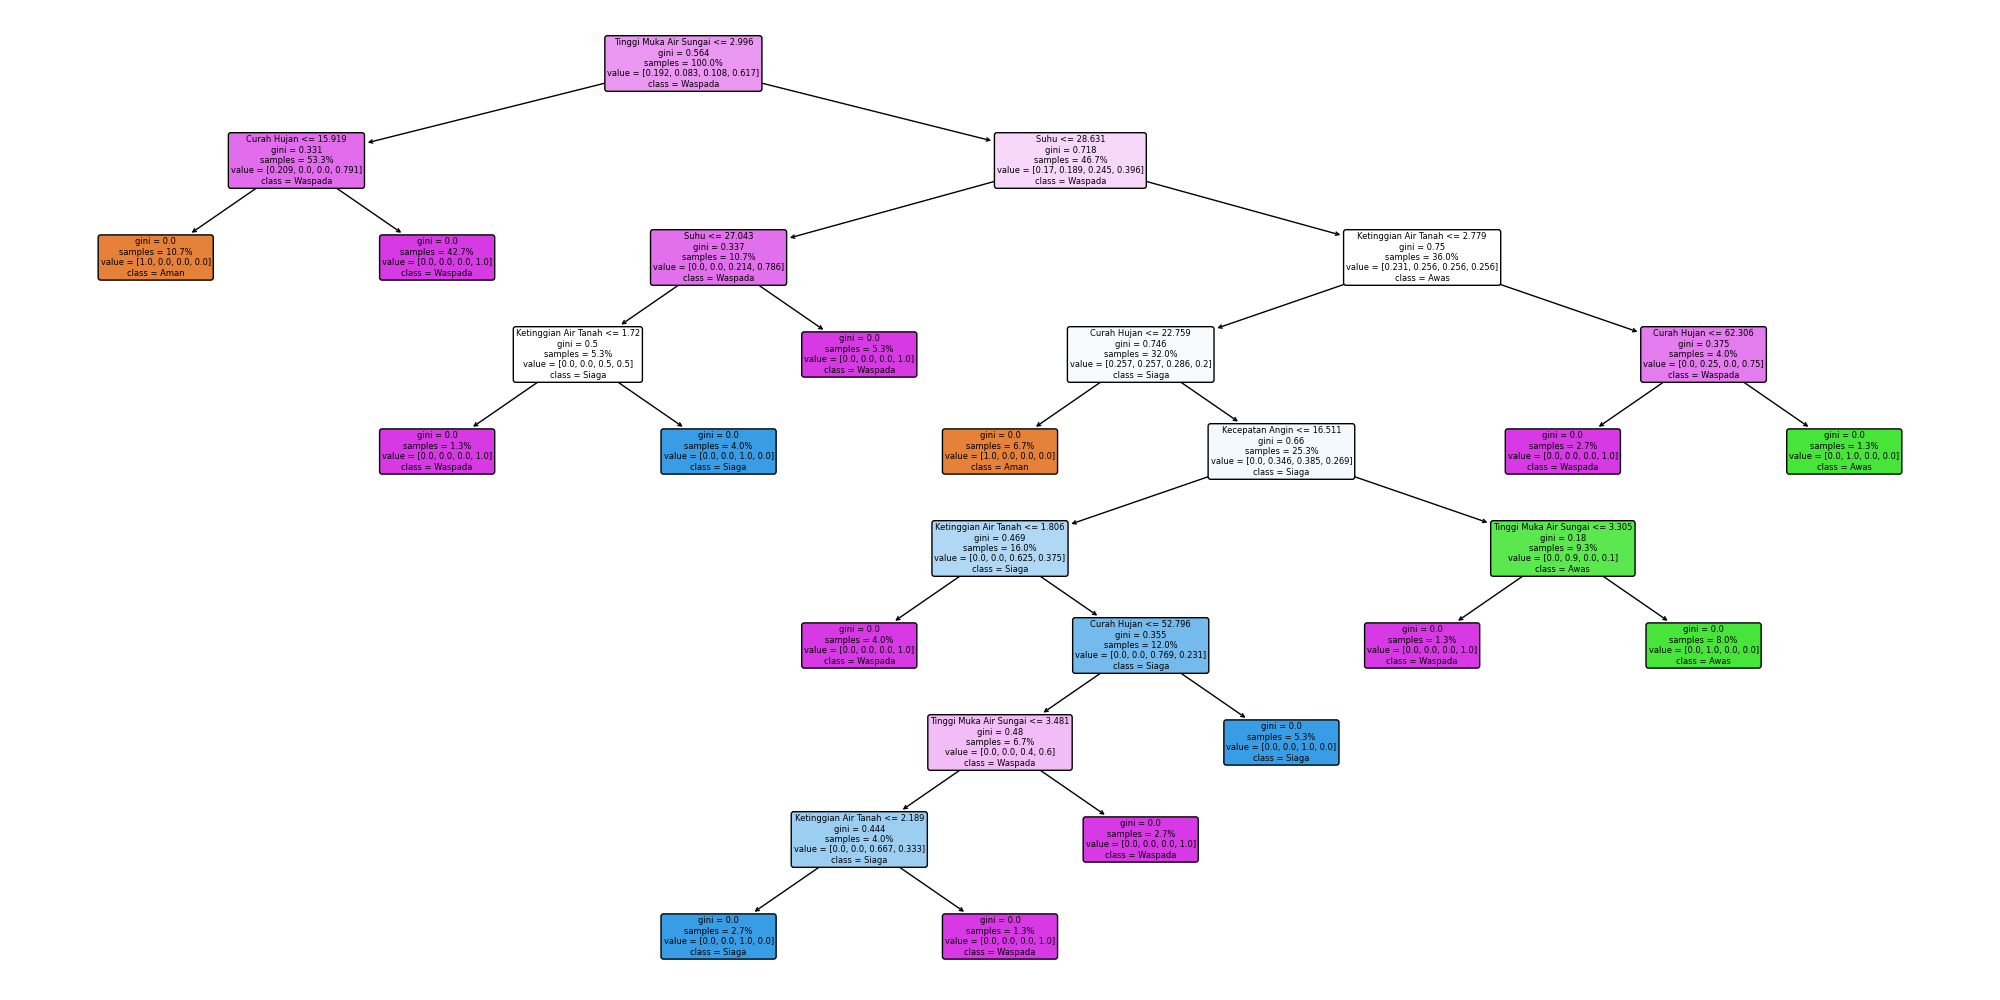 Tinggi Muka Air Sungai <= 2.996
gini = 0.564
samples = 100.0%
value = [0.192, 0.083, 0.108, 0.617]
class = Waspada
Curah Hujan <= 15.919
gini = 0.331
samples = 53.3%
value = [0.209, 0.0, 0.0, 0.791]
class = Waspada
Suhu <= 28.631
gini = 0.718
samples = 46.7%
value = [0.17, 0.189, 0.245, 0.396]
class = Waspada
gini = 0.0
samples = 10.7%
value = [1.0, 0.0, 0.0, 0.0]
class = Aman
gini = 0.0
samples = 42.7%
value = [0.0, 0.0, 0.0, 1.0]
class = Waspada
Suhu <= 27.043
gini = 0.337
samples = 10.7%
value = [0.0, 0.0, 0.214, 0.786]
class = Waspada
Ketinggian Air Tanah <= 2.779
gini = 0.75
samples = 36.0%
value = [0.231, 0.256, 0.256, 0.256]
class = Awas
Ketinggian Air Tanah <= 1.72
gini = 0.5
samples = 5.3%
value = [0.0, 0.0, 0.5, 0.5]
class = Siaga
gini = 0.0
samples = 5.3%
value = [0.0, 0.0, 0.0, 1.0]
class = Waspada
Curah Hujan <= 22.759
gini = 0.746
samples = 32.0%
value = [0.257, 0.257, 0.286, 0.2]
class = Siaga
Curah Hujan <= 62.306
gini = 0.375
samples = 4.0%
value = [0.0, 0.25, 0.0, 0.75]
class = Waspada
gini = 0.0
samples = 1.3%
value = [0.0, 0.0, 0.0, 1.0]
class = Waspada
gini = 0.0
samples = 4.0%
value = [0.0, 0.0, 1.0, 0.0]
class = Siaga
gini = 0.0
samples = 6.7%
value = [1.0, 0.0, 0.0, 0.0]
class = Aman
Kecepatan Angin <= 16.511
gini = 0.66
samples = 25.3%
value = [0.0, 0.346, 0.385, 0.269]
class = Siaga
gini = 0.0
samples = 2.7%
value = [0.0, 0.0, 0.0, 1.0]
class = Waspada
gini = 0.0
samples = 1.3%
value = [0.0, 1.0, 0.0, 0.0]
class = Awas
Ketinggian Air Tanah <= 1.806
gini = 0.469
samples = 16.0%
value = [0.0, 0.0, 0.625, 0.375]
class = Siaga
Tinggi Muka Air Sungai <= 3.305
gini = 0.18
samples = 9.3%
value = [0.0, 0.9, 0.0, 0.1]
class = Awas
gini = 0.0
samples = 4.0%
value = [0.0, 0.0, 0.0, 1.0]
class = Waspada
Curah Hujan <= 52.796
gini = 0.355
samples = 12.0%
value = [0.0, 0.0, 0.769, 0.231]
class = Siaga
gini = 0.0
samples = 1.3%
value = [0.0, 0.0, 0.0, 1.0]
class = Waspada
gini = 0.0
samples = 8.0%
value = [0.0, 1.0, 0.0, 0.0]
class = Awas
Tinggi Muka Air Sungai <= 3.481
gini = 0.48
samples = 6.7%
value = [0.0, 0.0, 0.4, 0.6]
class = Waspada
gini = 0.0
samples = 5.3%
value = [0.0, 0.0, 1.0, 0.0]
class = Siaga
Ketinggian Air Tanah <= 2.189
gini = 0.444
samples = 4.0%
value = [0.0, 0.0, 0.667, 0.333]
class = Siaga
gini = 0.0
samples = 2.7%
value = [0.0, 0.0, 0.0, 1.0]
class = Waspada
gini = 0.0
samples = 2.7%
value = [0.0, 0.0, 1.0, 0.0]
class = Siaga
gini = 0.0
samples = 1.3%
value = [0.0, 0.0, 0.0, 1.0]
class = Waspada